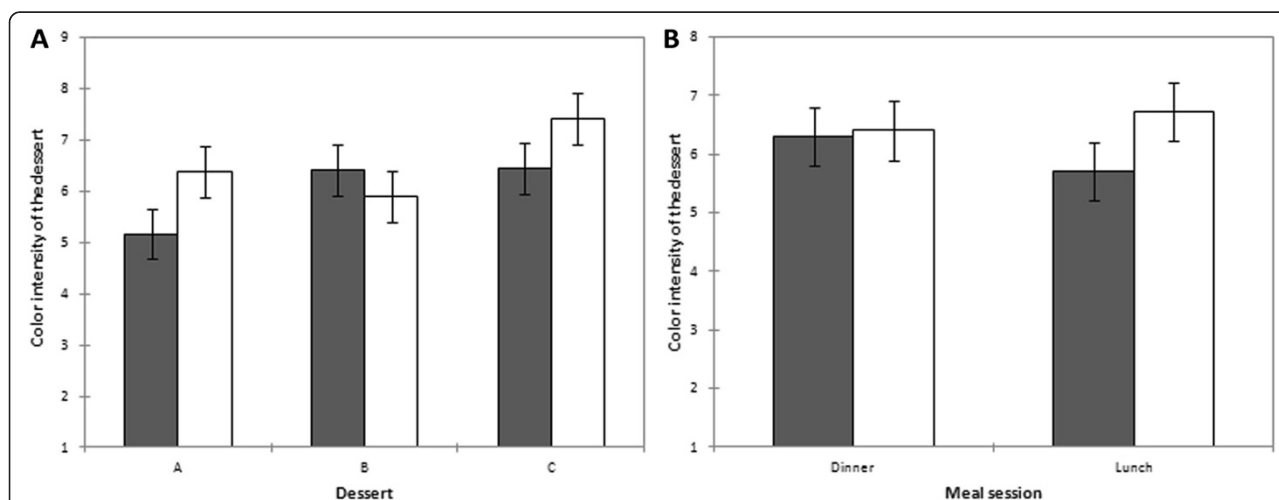 A
9
8
7
6
5
4
3
2
1
Color intensity of the dessert
A B C
Dessert
B
8
7
6
5
4
3
2
1
Color intensity of the dessert
Dinner Lunch
Meal session